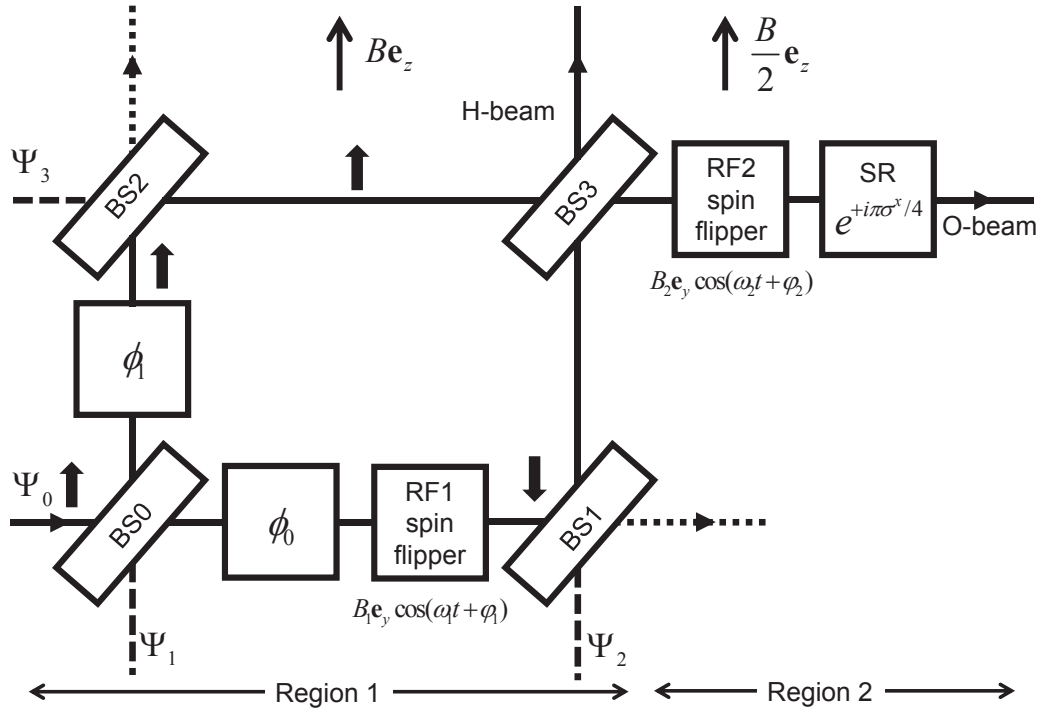 Be_z
B/2 e_z
H-beam
Ψ_3
BS2
BS3
RF2
spin
flipper
SR
e^{+iπσ^x/4}
O-beam
B_2e_y cos(ω_2t+φ_2)
ϕ_1
Ψ_0
BS0
ϕ_0
RF1
spin
flipper
BS1
B_1e_y cos(ω_1t+φ_1)
Ψ_1
Ψ_2
Region 1
Region 2